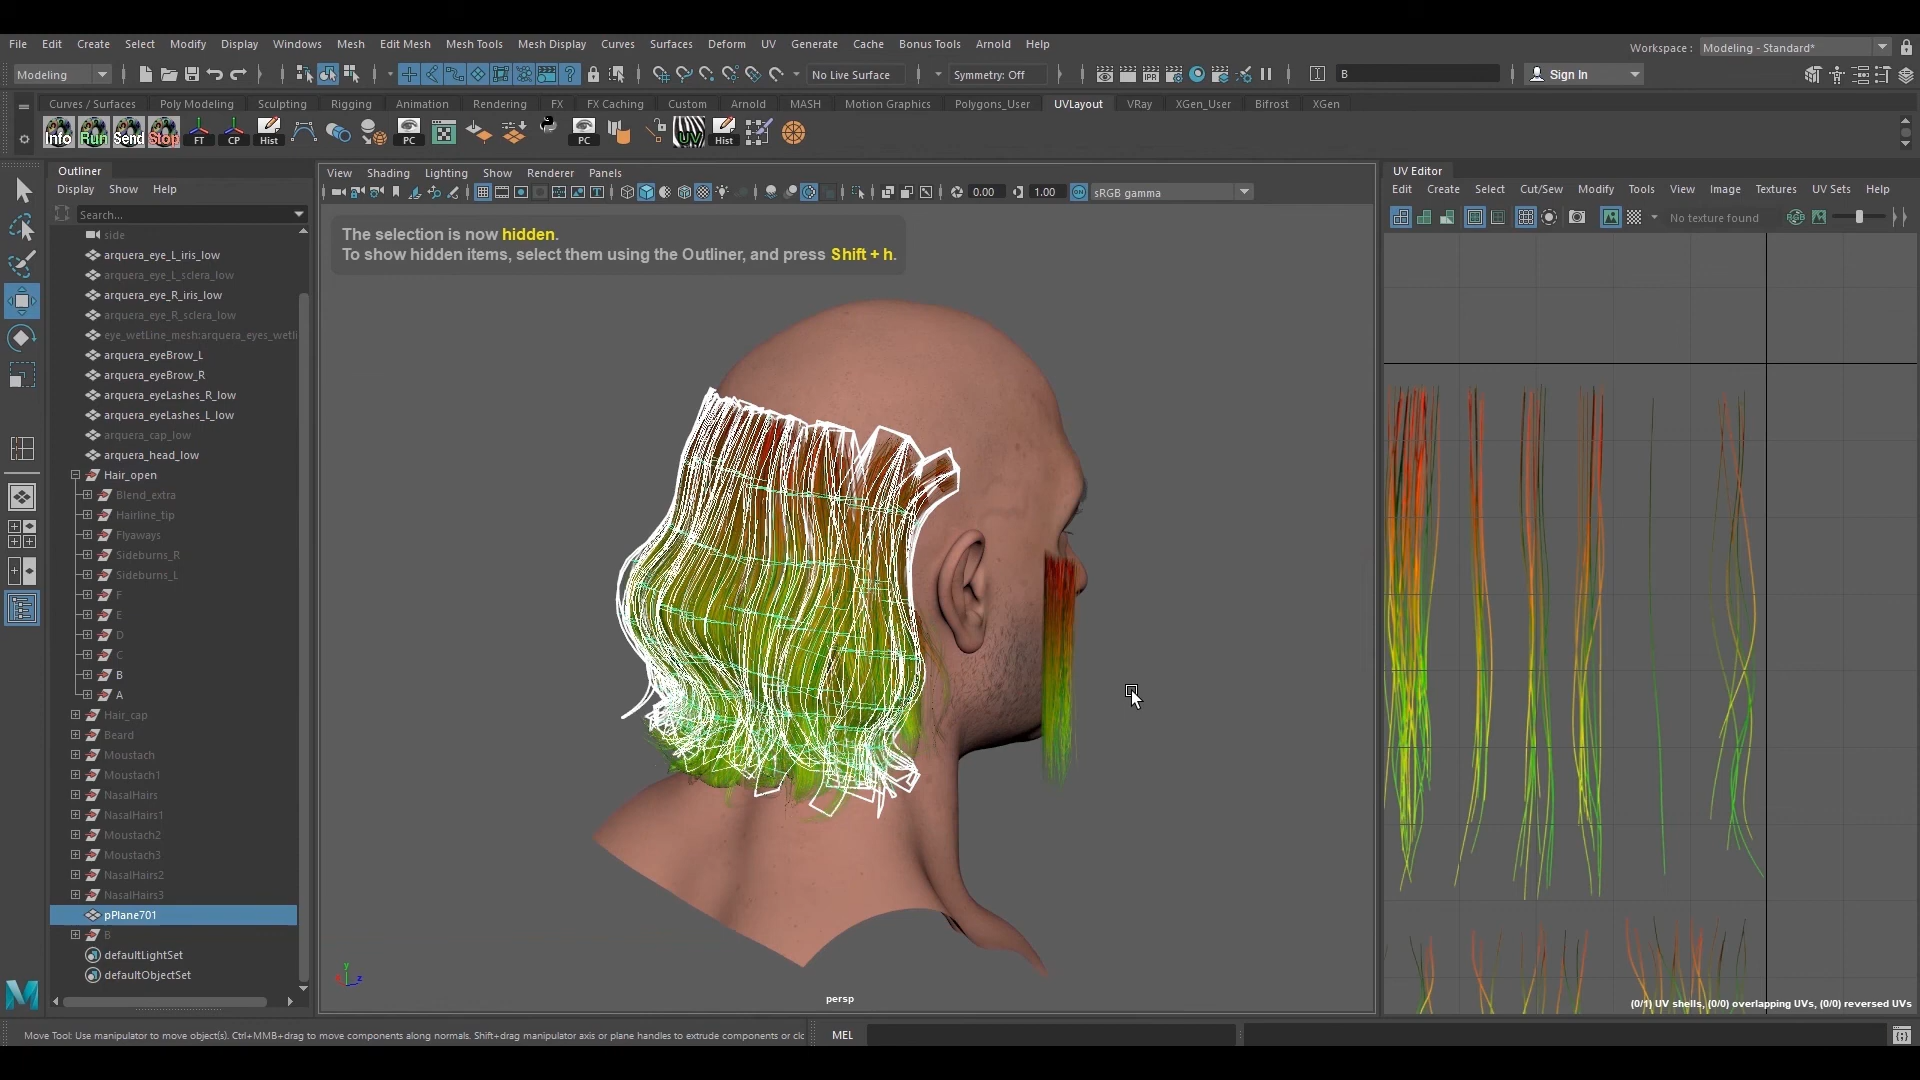 File Edit Create Select Modify Display Windows Mesh Edit Mesh Mesh Tools Mesh Display Curves Surfaces Deform UV Generate Cache Bonus Tools Arnold Help
Workspace : Modeling - Standard*
Modeling
No Live Surface
Symmetry: Off
IPR
B
Sign In
Curves / Surfaces Poly Modeling Sculpting Rigging Animation Rendering FX FX Caching Custom Arnold MASH Motion Graphics Polygons_User UVLayout VRay XGen_User Bifrost XGen
Info Run Send Stop FT CP Hist PC PC UV Hist
Outliner
Display Show Help
Search...
side
arquera_eye_L_iris_low
arquera_eye_L_sclera_low
arquera_eye_R_iris_low
arquera_eye_R_sclera_low
eye_wetLine_mesh:arquera_eyes_wetli
arquera_eyeBrow_L
arquera_eyeBrow_R
arquera_eyeLashes_R_low
arquera_eyeLashes_L_low
arquera_cap_low
arquera_head_low
Hair_open
Blend_extra
Hairline_tip
Flyaways
Sideburns_R
Sideburns_L
F
E
D
C
B
A
Hair_cap
Beard
Moustach
Moustach1
NasalHairs
NasalHairs1
Moustach2
Moustach3
NasalHairs2
NasalHairs3
pPlane701
B
defaultLightSet
defaultObjectSet
View Shading Lighting Show Renderer Panels
0.00 1.00 sRGB gamma
The selection is now hidden.
To show hidden items, select them using the Outliner, and press Shift + h.
y
z
persp
UV Editor
Edit Create Select Cut/Sew Modify Tools View Image Textures UV Sets Help
No texture found
(0/1) UV shells, (0/0) overlapping UVs, (0/0) reversed UVs
Move Tool: Use manipulator to move object(s). Ctrl+MMB+drag to move components along normals. Shift+drag manipulator axis or plane handles to extrude components or clo
MEL